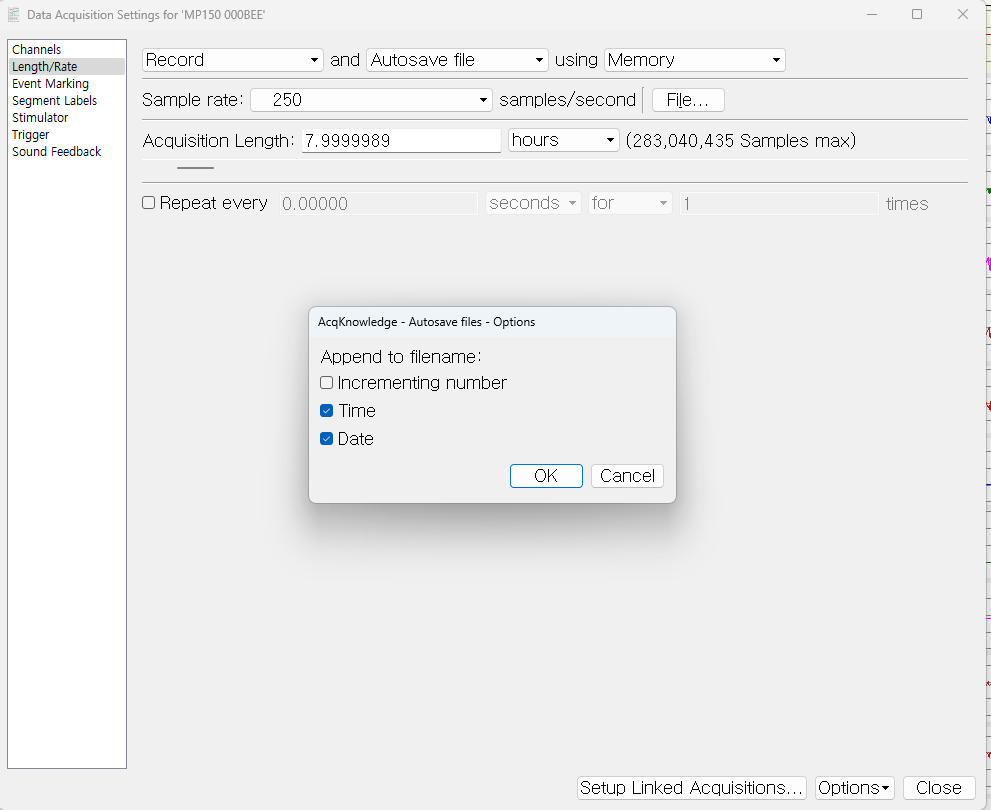 Data Acquisition Settings for 'MP150 000BEE'
Channels
Length/Rate
Event Marking
Segment Labels
Stimulator
Trigger
Sound Feedback
Record and Autosave file using Memory
Sample rate: 250 samples/second File...
Acquisition Length: 7.9999989 hours (283,040,435 Samples max)
Repeat every 0.00000 seconds for 1 times
AcqKnowledge - Autosave files - Options
Append to filename:
Incrementing number
Time
Date
OK Cancel
Setup Linked Acquisitions... Options Close